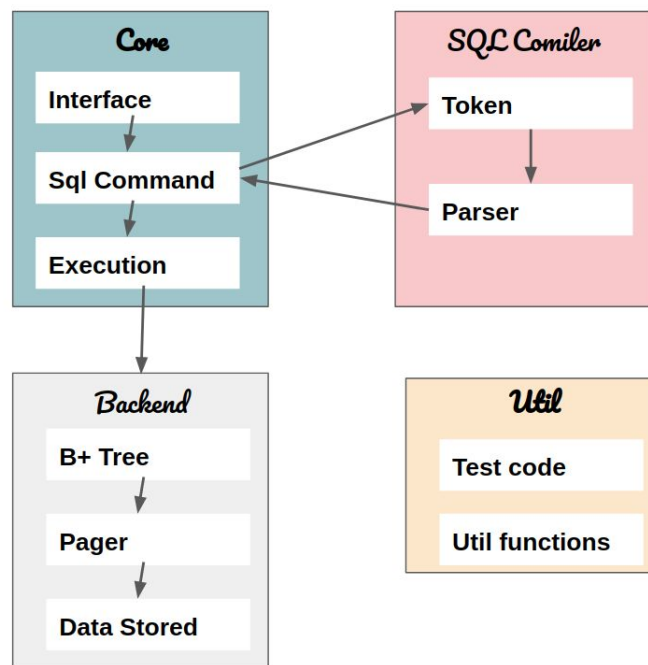 Core
Interface
Sql Command
Execution
SQL Comiler
Token
Parser
Backend
B+ Tree
Pager
Data Stored
Util
Test code
Util functions